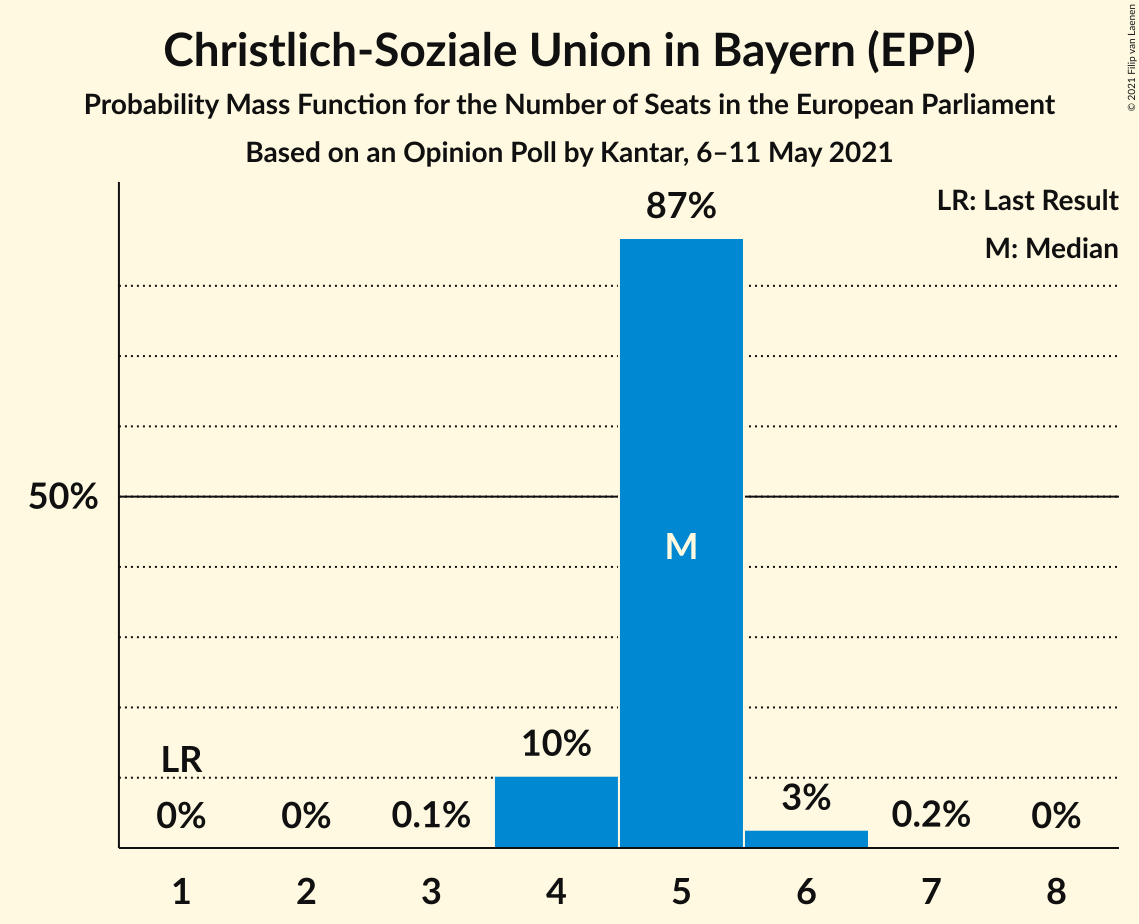 Christlich-Soziale Union in Bayern (EPP)
Probability Mass Function for the Number of Seats in the European Parliament
Based on an Opinion Poll by Kantar, 6–11 May 2021
© 2021 Filip van Laenen
LR: Last Result
M: Median
87%
50%
M
LR
10%
0%
0%
0.1%
3%
0.2%
0%
1 2 3 4 5 6 7 8